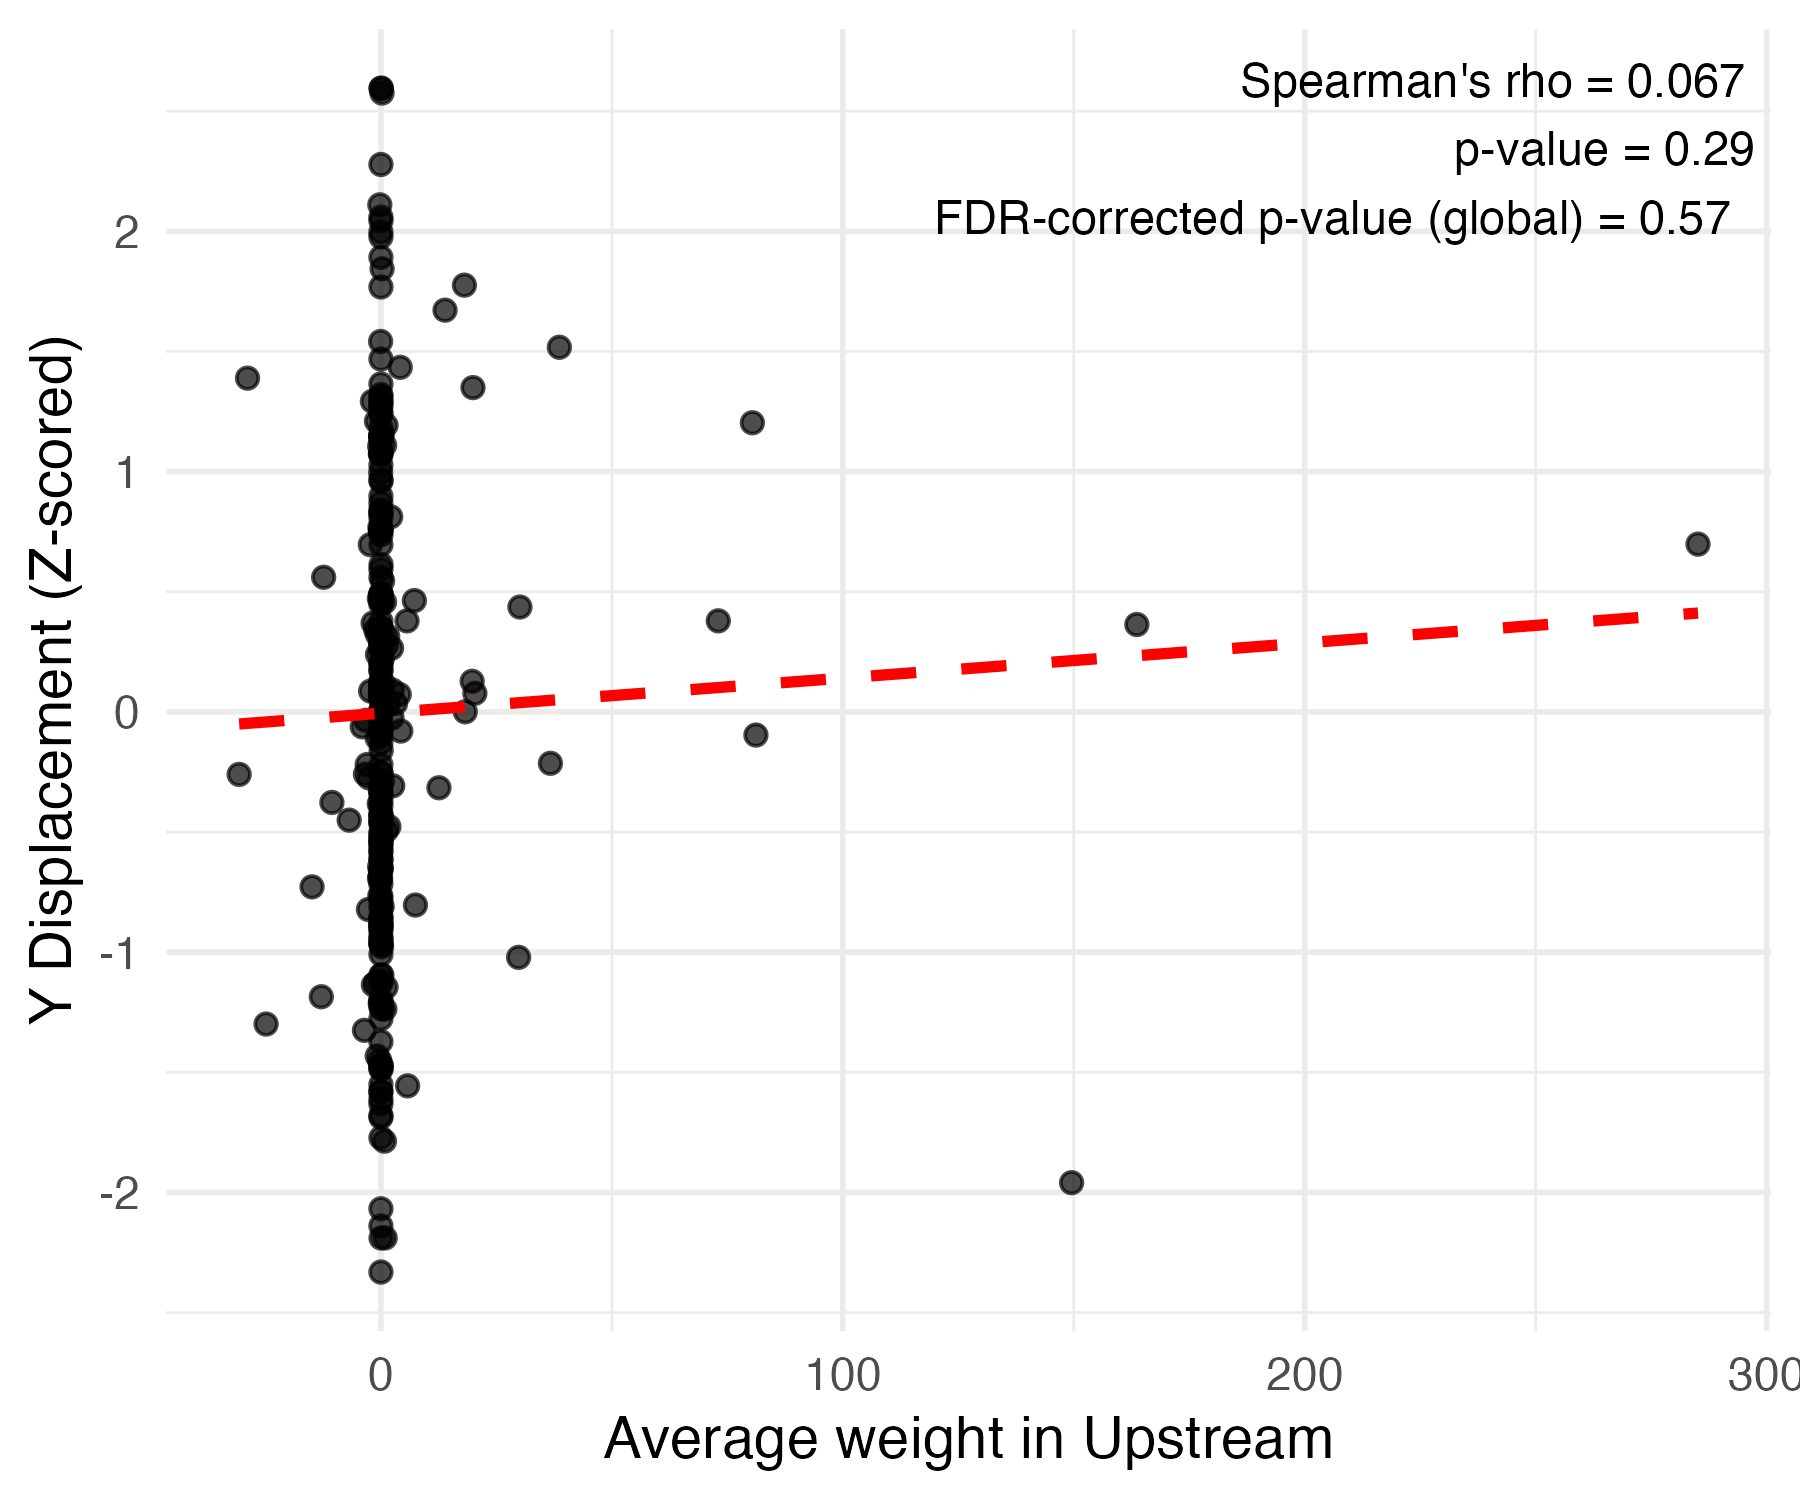 Spearman's rho = 0.067
p-value = 0.29
FDR-corrected p-value (global) = 0.57
Y Displacement (Z-scored)
2
1
0
-1
-2
0 100 200 300
Average weight in Upstream